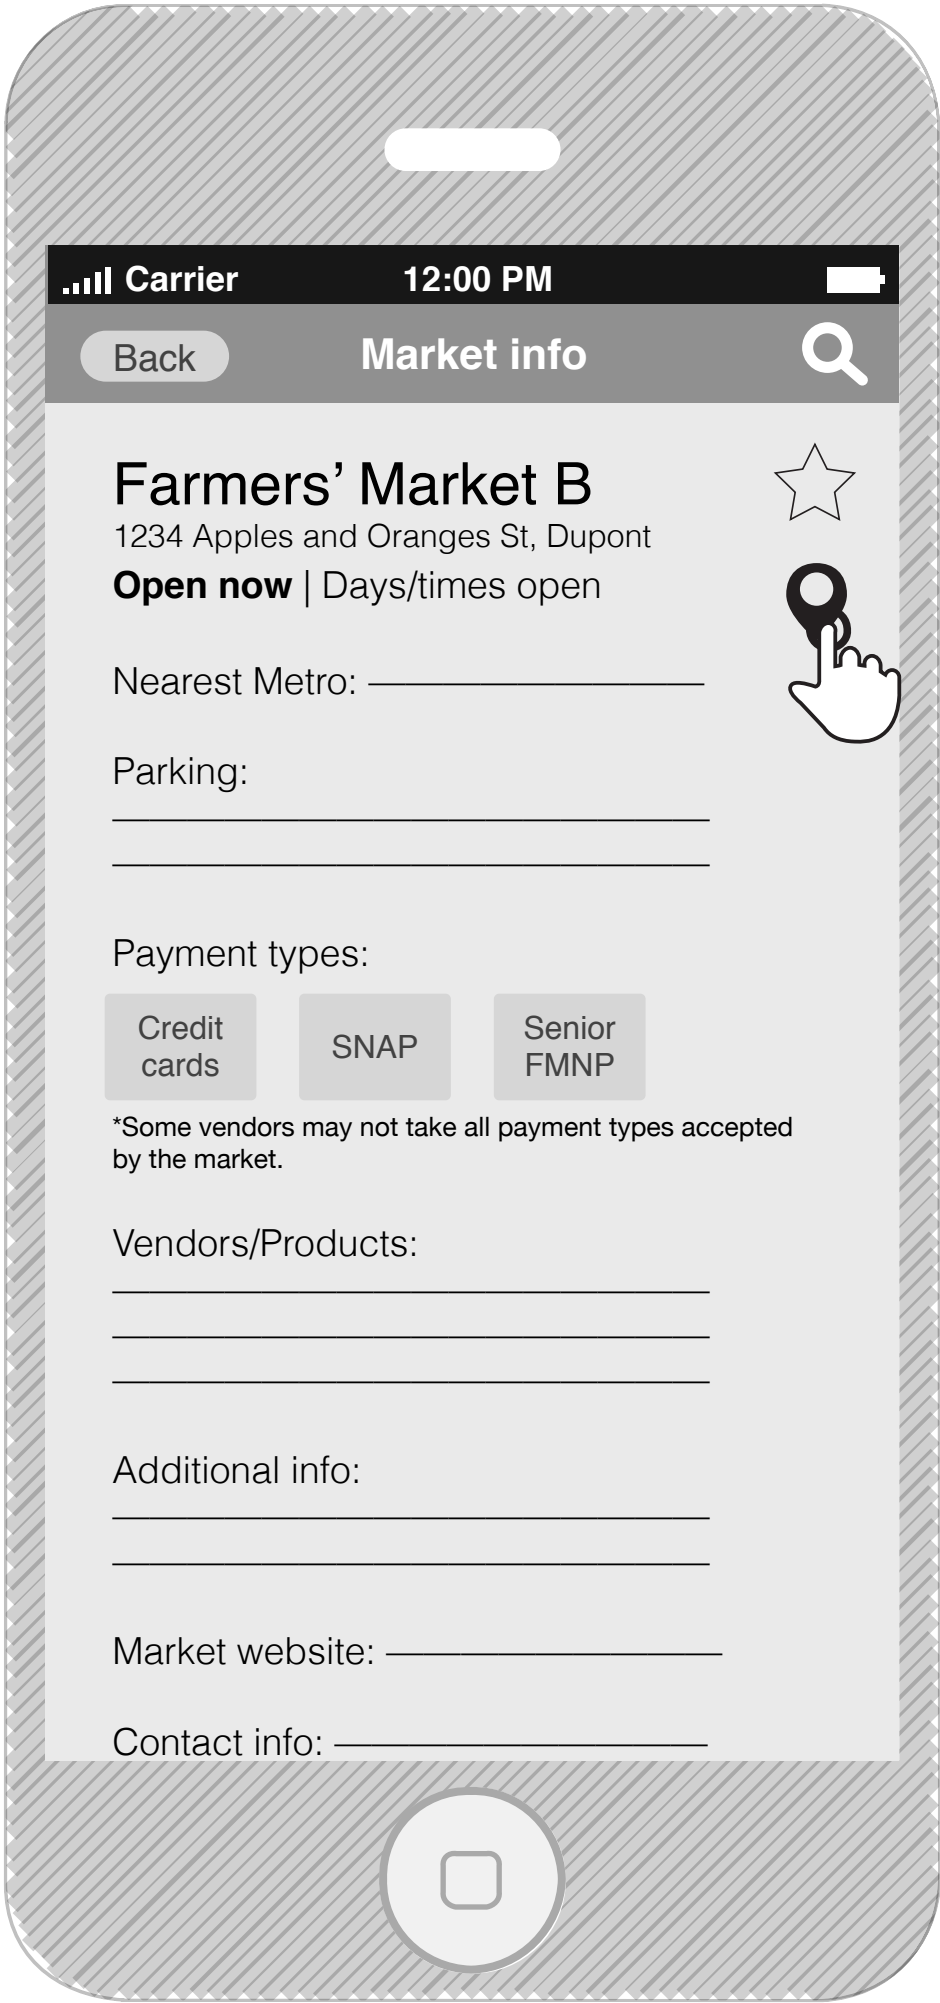 Carrier 12:00 PM
Back Market info
Farmers’ Market B
1234 Apples and Oranges St, Dupont
Open now | Days/times open
Nearest Metro:
Parking:
Payment types:
Credit
cards
SNAP
Senior
FMNP
*Some vendors may not take all payment types accepted
by the market.
Vendors/Products:
Additional info:
Market website:
Contact info: